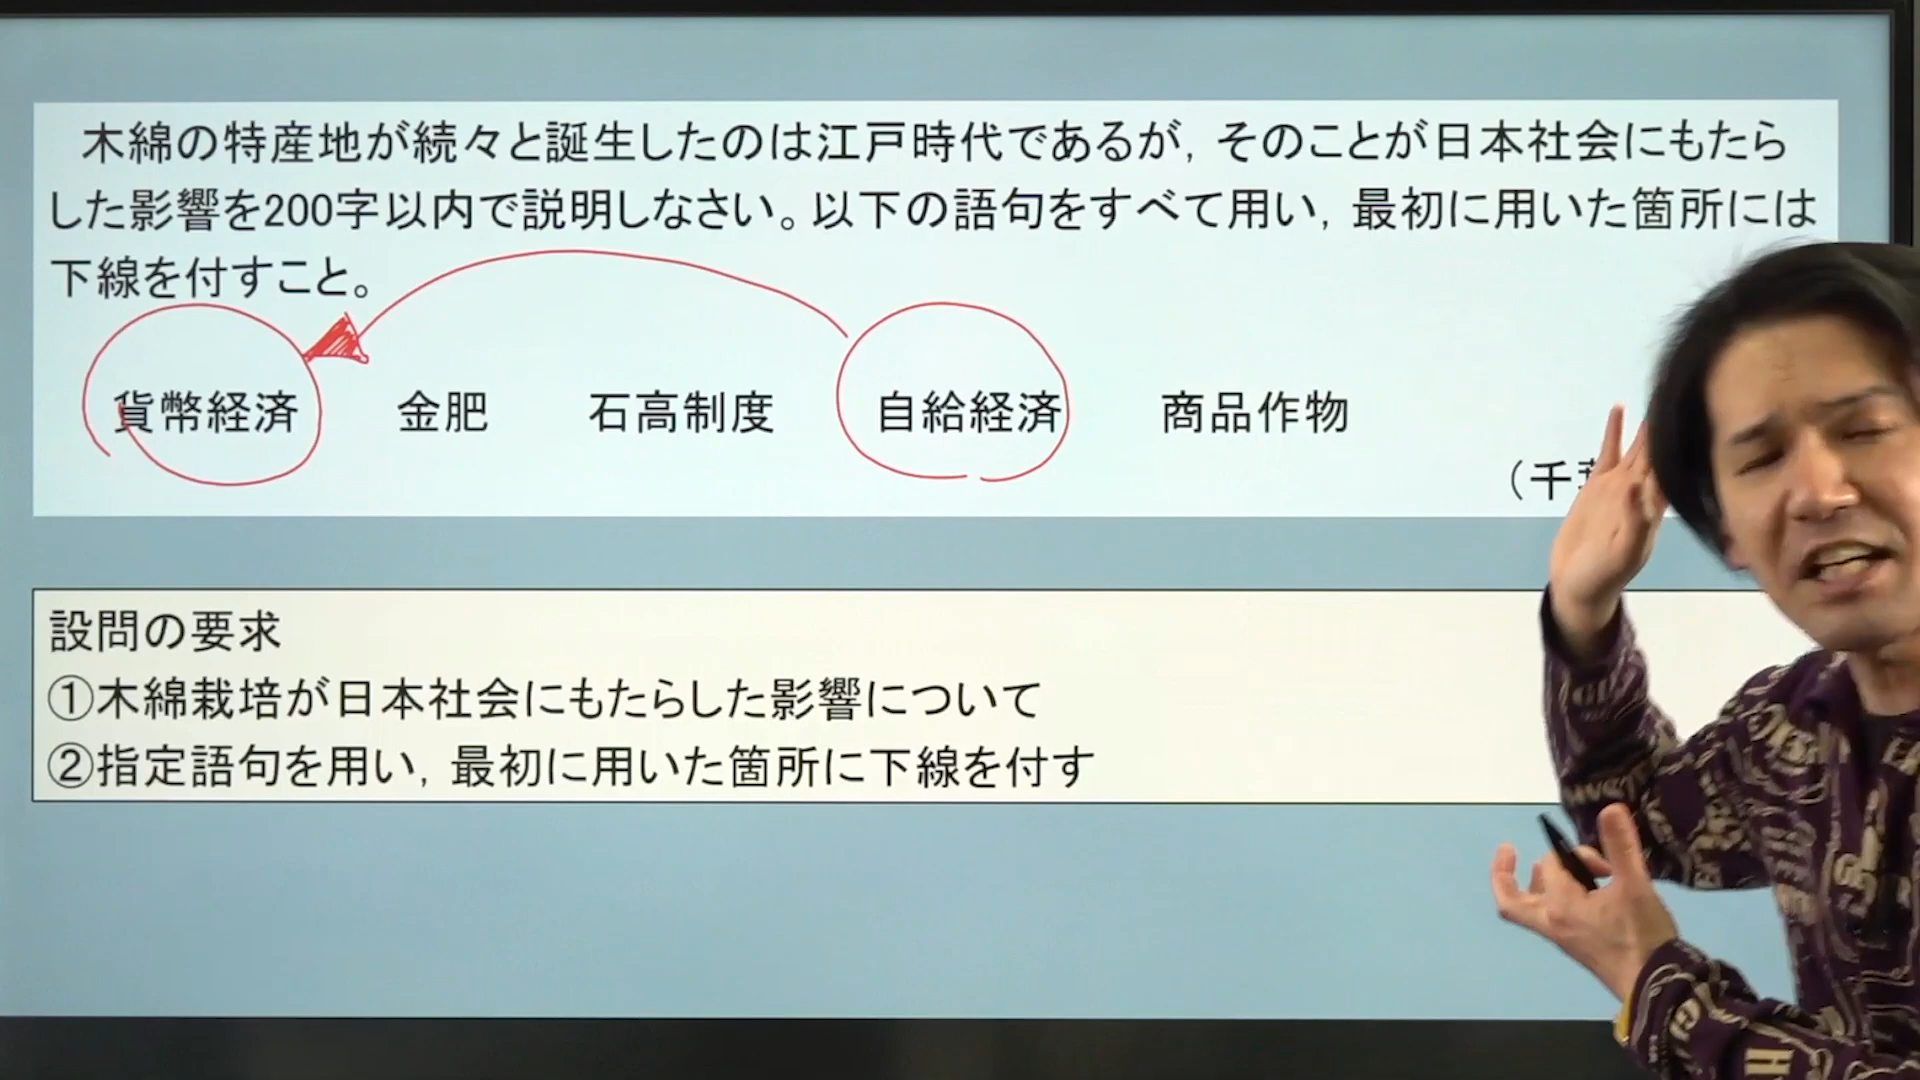 木綿の特産地が続々と誕生したのは江戸時代であるが，そのことが日本社会にもたら
した影響を200字以内で説明しなさい。以下の語句をすべて用い，最初に用いた箇所には
下線を付すこと。
貨幣経済　金肥　石高制度　自給経済　商品作物
（千
設問の要求
①木綿栽培が日本社会にもたらした影響について
②指定語句を用い，最初に用いた箇所に下線を付す